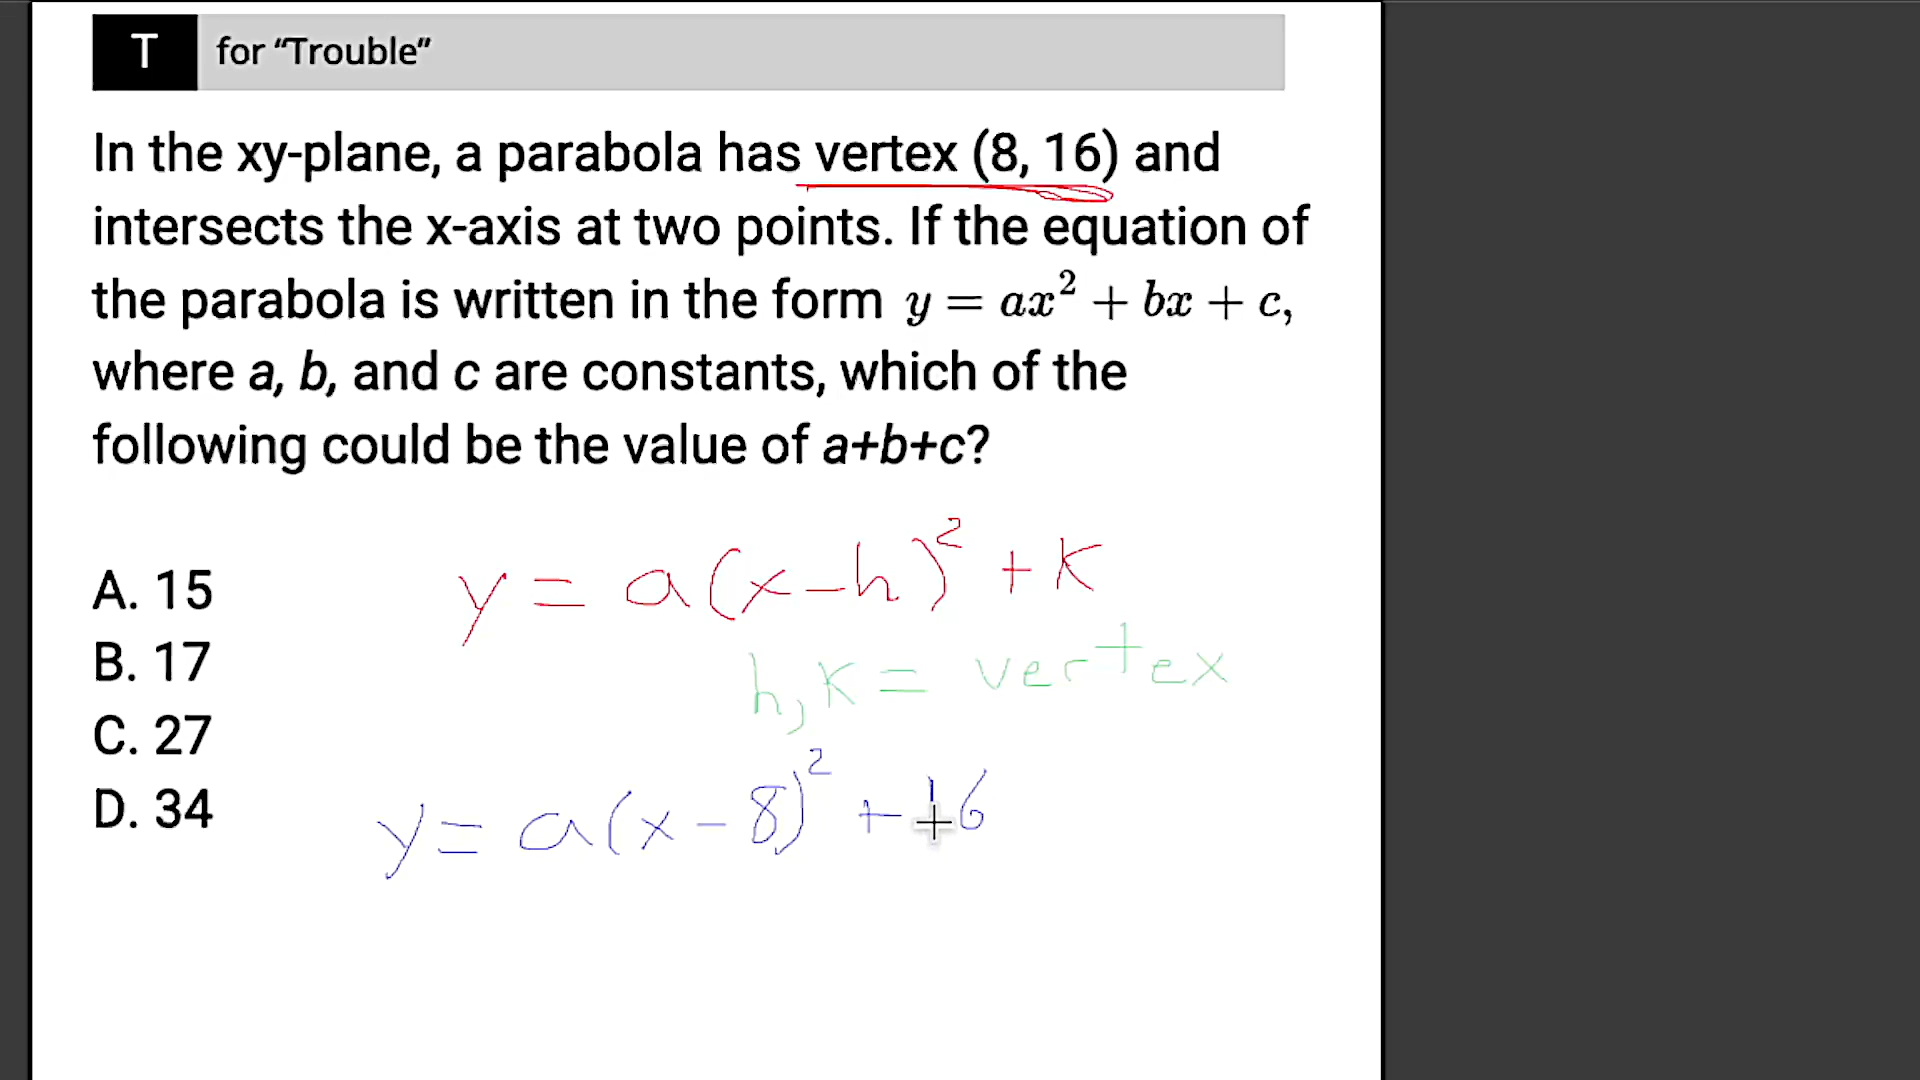 T for “Trouble”
In the xy-plane, a parabola has vertex (8, 16) and
intersects the x-axis at two points. If the equation of
the parabola is written in the form y = ax² + bx + c,
where a, b, and c are constants, which of the
following could be the value of a+b+c?
A. 15
B. 17
C. 27
D. 34
y = a(x-h)² + k
h, k = vertex
y = a(x - 8)² + 16